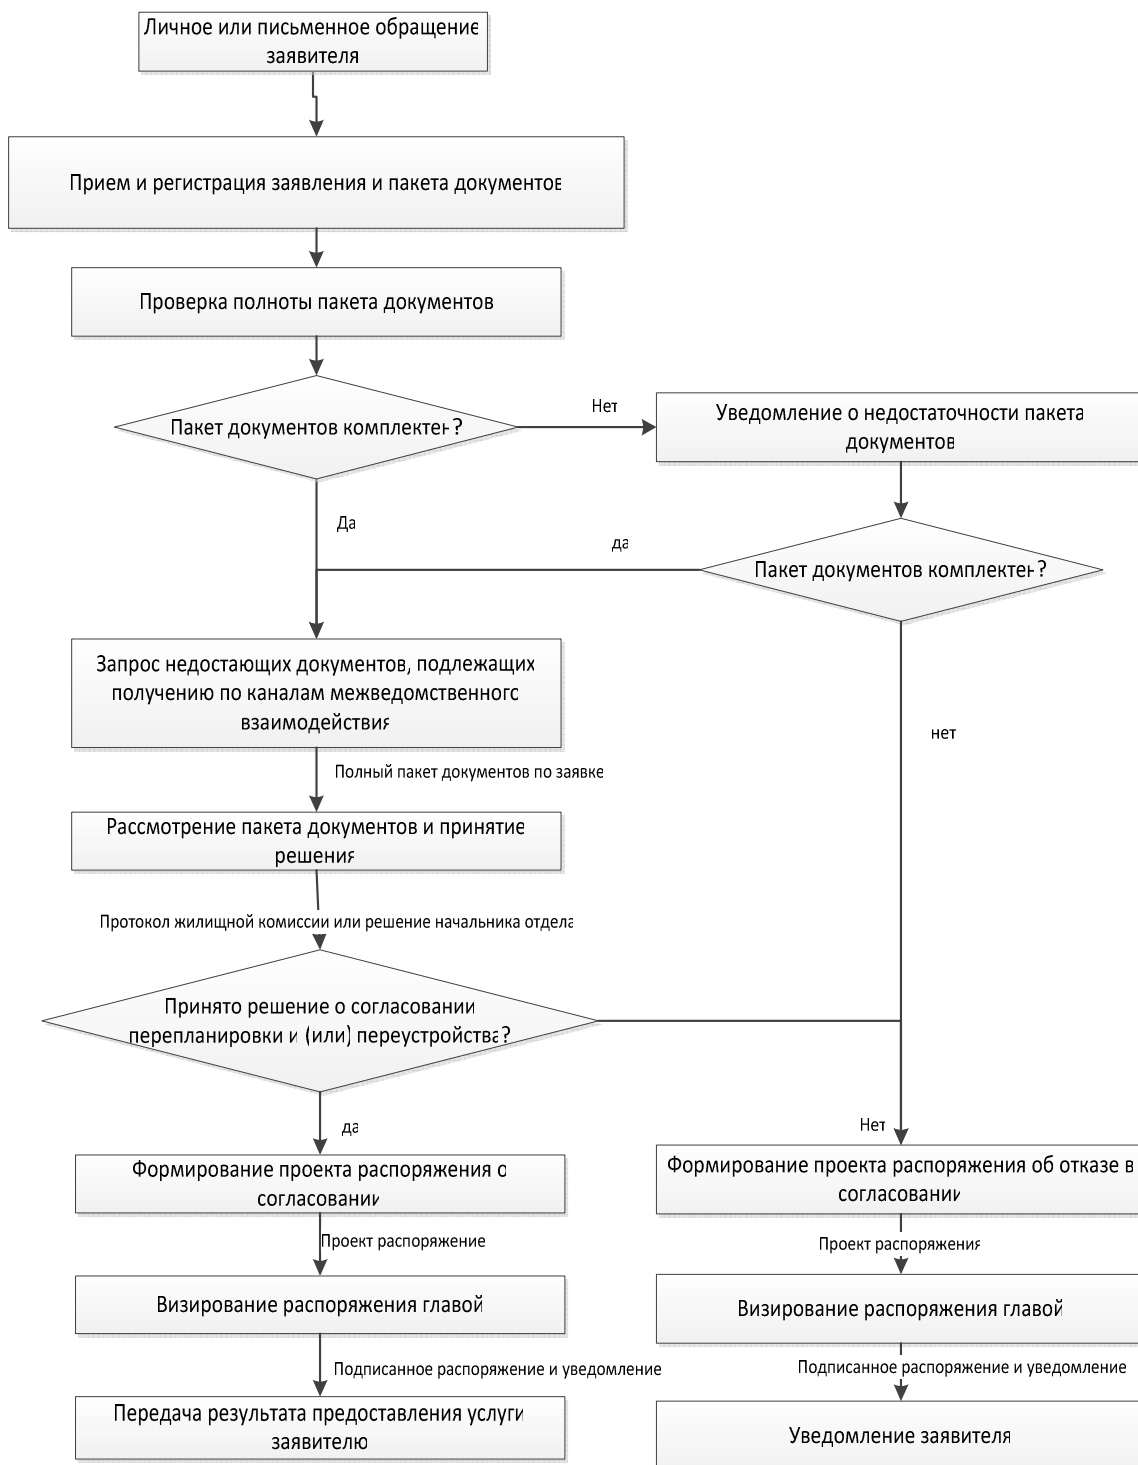 Личное или письменное обращение
заявителя
Прием и регистрация заявления и пакета документов
Проверка полноты пакета документов
Пакет документов комплектен?
Нет
Уведомление о недостаточности пакета
документов
Да
да
Пакет документов комплектен?
Запрос недостающих документов, подлежащих
получению по каналам межведомственного
взаимодействия
нет
Полный пакет документов по заявке
Рассмотрение пакета документов и принятие
решения
Протокол жилищной комиссии или решение начальника отдела
Принято решение о согласовании
перепланировки и (или) переустройства?
да
Нет
Формирование проекта распоряжения о
согласовании
Формирование проекта распоряжения об отказе в
согласовании
Проект распоряжение
Проект распоряжения
Визирование распоряжения главой
Визирование распоряжения главой
Подписанное распоряжение и уведомление
Подписанное распоряжение и уведомление
Передача результата предоставления услуги
заявителю
Уведомление заявителя